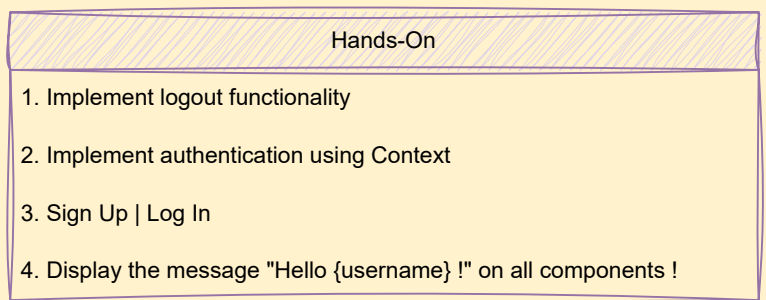 Hands-On
1. Implement logout functionality
2. Implement authentication using Context
3. Sign Up | Log In
4. Display the message "Hello {username} !" on all components !